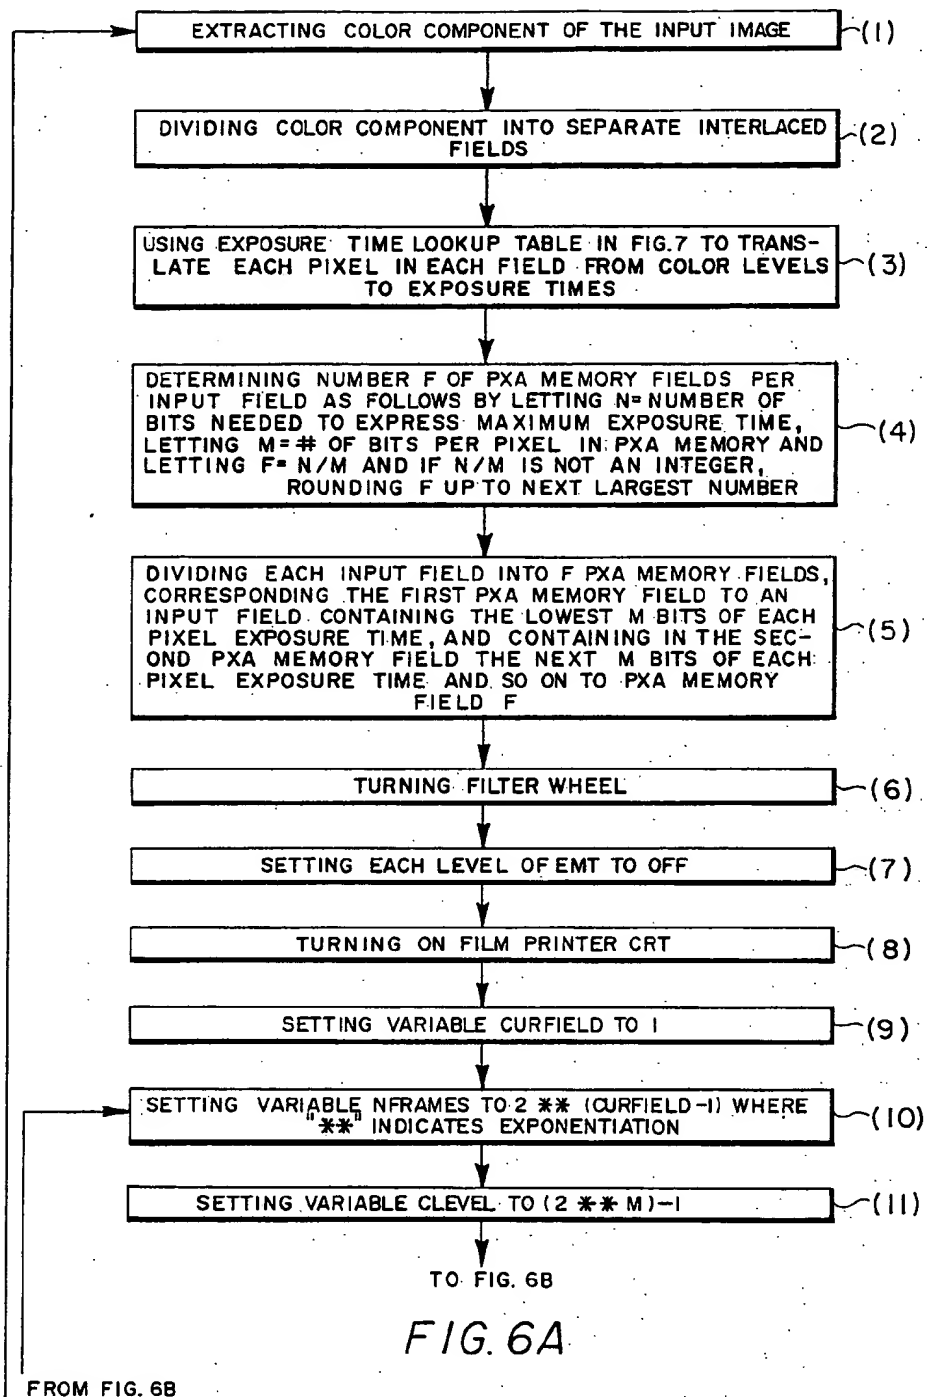 EXTRACTING COLOR COMPONENT OF THE INPUT IMAGE
(1)
DIVIDING COLOR COMPONENT INTO SEPARATE INTERLACED
FIELDS
(2)
USING EXPOSURE TIME LOOKUP TABLE IN FIG.7 TO TRANS-
LATE EACH PIXEL IN EACH FIELD FROM COLOR LEVELS
TO EXPOSURE TIMES
(3)
DETERMINING NUMBER F OF PXA MEMORY FIELDS PER
INPUT FIELD AS FOLLOWS BY LETTING N=NUMBER OF
BITS NEEDED TO EXPRESS MAXIMUM EXPOSURE TIME,
LETTING M=# OF BITS PER PIXEL IN PXA MEMORY AND
LETTING F= N/M AND IF N/M IS NOT AN INTEGER,
ROUNDING F UP TO NEXT LARGEST NUMBER
(4)
DIVIDING EACH INPUT FIELD INTO F PXA MEMORY FIELDS,
CORRESPONDING THE FIRST PXA MEMORY FIELD TO AN
INPUT FIELD CONTAINING THE LOWEST M BITS OF EACH
PIXEL EXPOSURE TIME, AND CONTAINING IN THE SEC-
OND PXA MEMORY FIELD THE NEXT M BITS OF EACH
PIXEL EXPOSURE TIME AND SO ON TO PXA MEMORY
FIELD F
(5)
TURNING FILTER WHEEL
(6)
SETTING EACH LEVEL OF EMT TO OFF
(7)
TURNING ON FILM PRINTER CRT
(8)
SETTING VARIABLE CURFIELD TO 1
(9)
SETTING VARIABLE NFRAMES TO 2 ** (CURFIELD-1) WHERE
"**" INDICATES EXPONENTIATION
(10)
SETTING VARIABLE CLEVEL TO (2 ** M)-1
(11)
TO FIG. 6B
FIG. 6A
FROM FIG. 6B